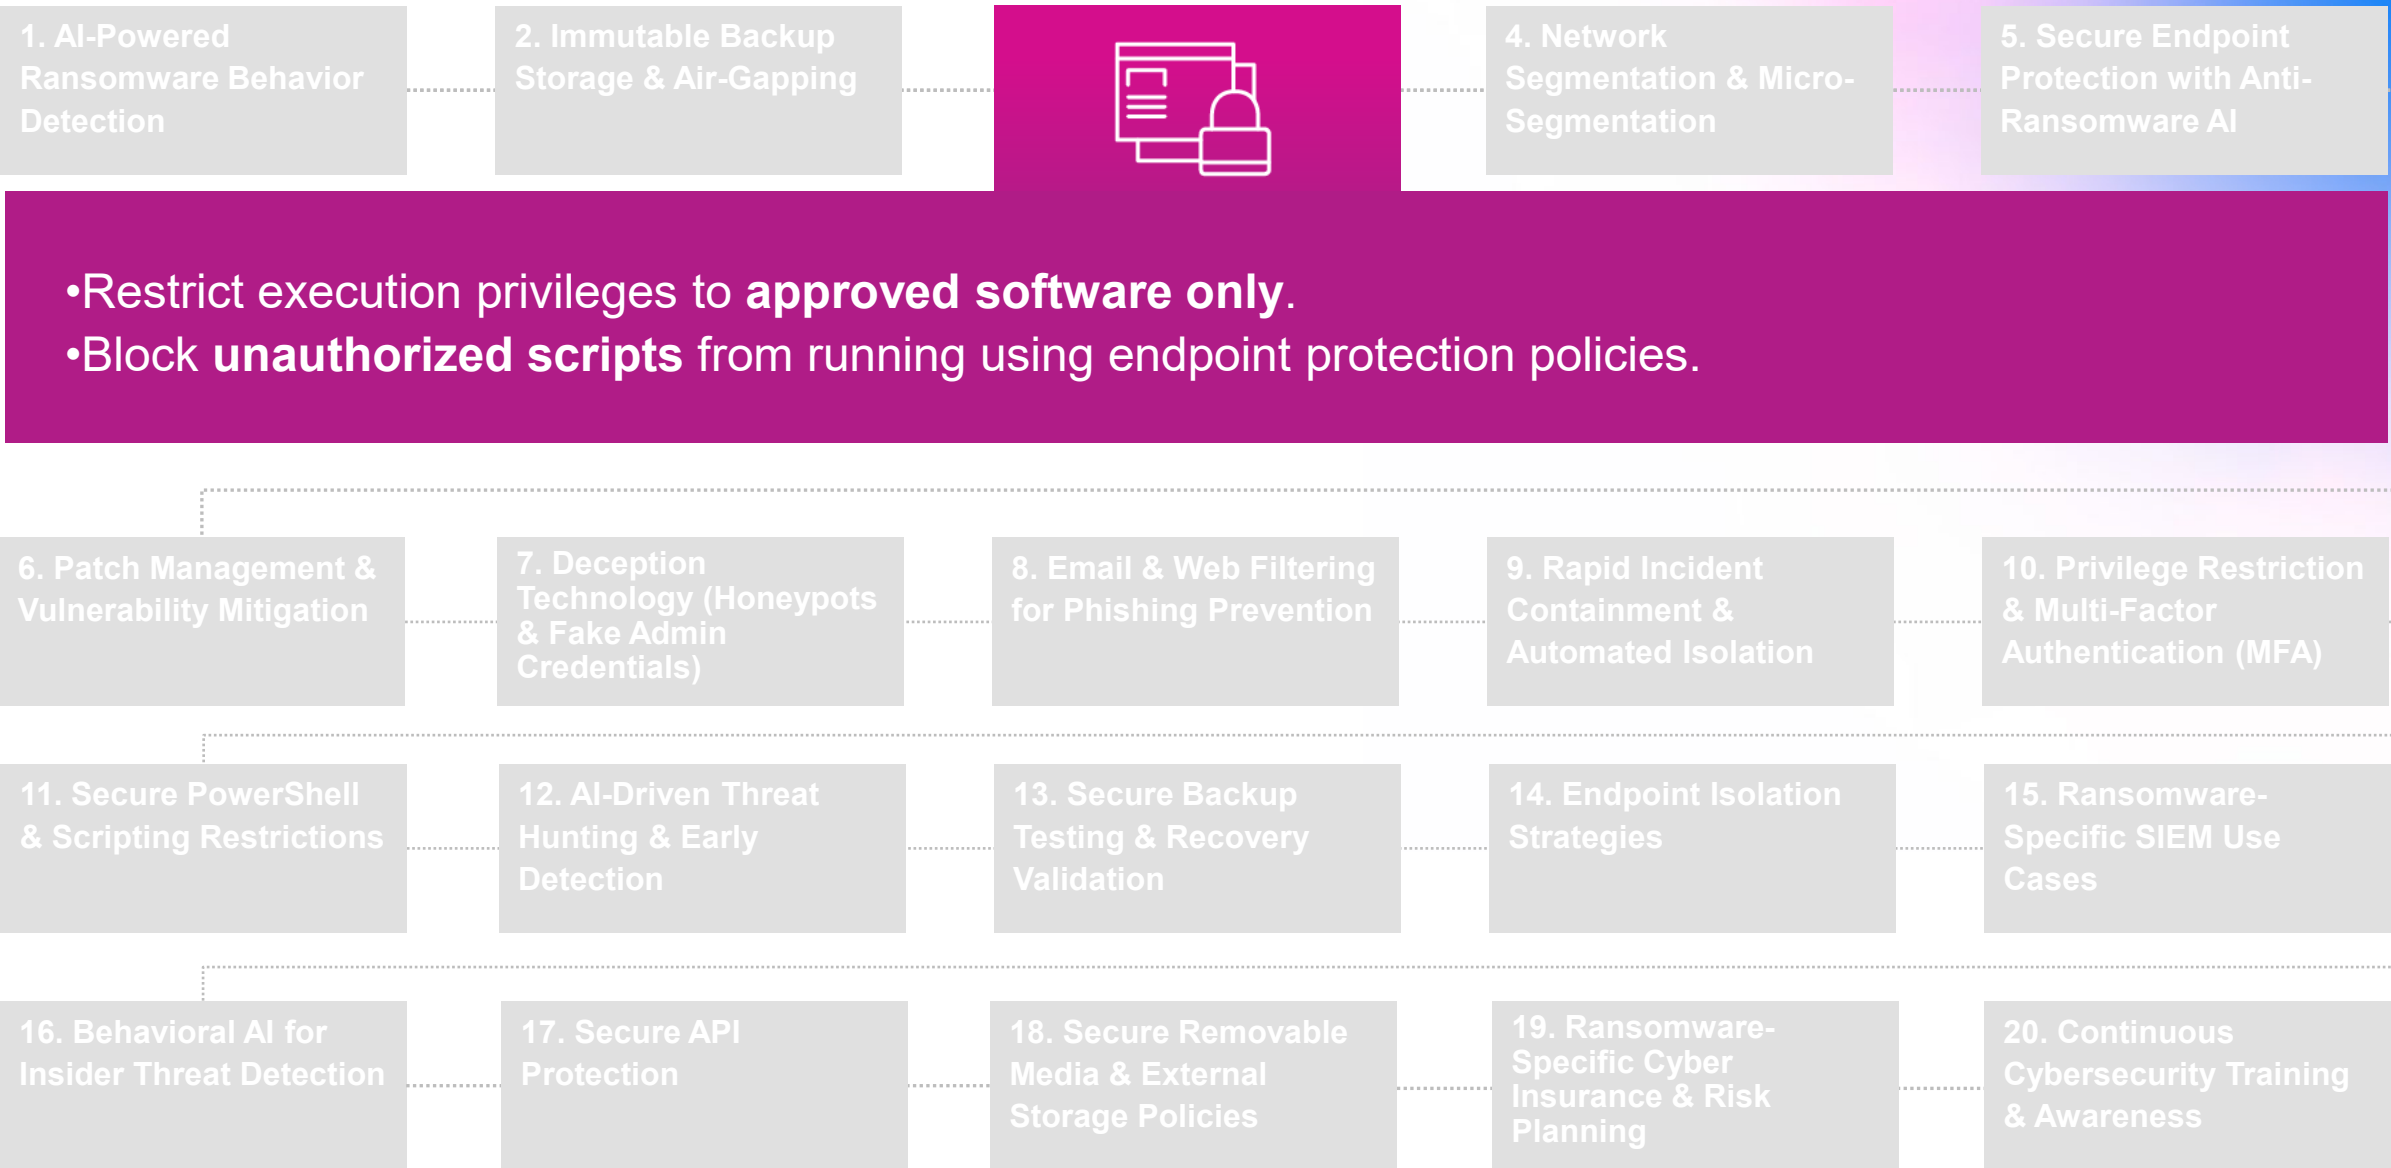 1. AI-Powered
Ransomware Behavior
Detection
2. Immutable Backup
Storage & Air-Gapping
4. Network
Segmentation & Micro-
Segmentation
5. Secure Endpoint
Protection with Anti-
Ransomware AI
•Restrict execution privileges to approved software only.
•Block unauthorized scripts from running using endpoint protection policies.
6. Patch Management &
Vulnerability Mitigation
7. Deception
Technology (Honeypots
& Fake Admin
Credentials)
8. Email & Web Filtering
for Phishing Prevention
9. Rapid Incident
Containment &
Automated Isolation
10. Privilege Restriction
& Multi-Factor
Authentication (MFA)
11. Secure PowerShell
& Scripting Restrictions
12. AI-Driven Threat
Hunting & Early
Detection
13. Secure Backup
Testing & Recovery
Validation
14. Endpoint Isolation
Strategies
15. Ransomware-
Specific SIEM Use
Cases
16. Behavioral AI for
Insider Threat Detection
17. Secure API
Protection
18. Secure Removable
Media & External
Storage Policies
19. Ransomware-
Specific Cyber
Insurance & Risk
Planning
20. Continuous
Cybersecurity Training
& Awareness